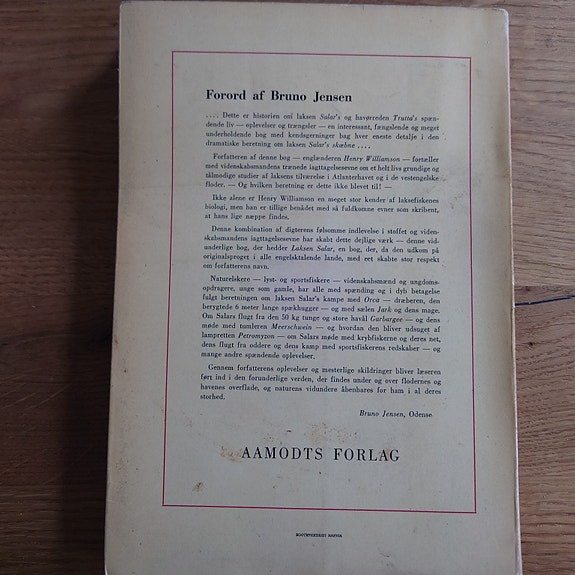 Forord af Bruno Jensen
.... Dette er historien om laksen Salar's og havørreden Trutta's spæn-
dende liv — oplevelser og trængsler — en interessant, fængslende og meget
underholdende bog med kendsgerninger bag hver eneste detalje i den
dramatiske beretning om laksen Salar's skæbne ....
Forfatteren af denne bog — englænderen Henry Williamson — fortæller
med videnskabsmandens trænede iagttagelsesevne om et helt livs grundige og
tålmodige studier af laksens tilværelse i Atlanterhavet og i de vestengelske
floder. — Og hvilken beretning er dette ikke blevet til! —
Ikke alene er Henry Williamson en meget stor kender af laksefiskenes
biologi, men han er tillige benådet med så fuldkomne evner som skribent,
at hans lige næppe findes.
Denne kombination af digterens følsomme indlevelse i stoffet og viden-
skabsmandens iagttagelsesevne har skabt dette dejlige værk — denne vid-
underlige bog, der hedder Laksen Salar, en bog, der, da den udkom på
originalsproget i alle engelsktalende lande, med eet skabte stor respekt
om forfatterens navn.
Naturelskere — lyst- og sportsfiskere — videnskabsmænd og ungdoms-
opdragere, unge som gamle, har alle med spænding og i dyb betagelse
fulgt beretningen om laksen Salar's kampe med Orca — dræberen, den
berygtede 6 meter lange spækhugger — og med sælen Jark og dens mage.
Om Salars flugt fra den 50 kg tunge og store havål Garbargee — og dens
møde med tumleren Meerschwein — og hvordan den bliver udsuget af
lampretten Petromyzon — om Salars møde med krybfiskerne og deres net,
dens flugt fra oddere og dens kamp med sportsfiskerens redskaber — og
mange andre spændende oplevelser.
Gennem forfatterens oplevelser og mesterlige skildringer bliver læseren
ført ind i den forunderlige verden, der findes under og over flodernes og
havenes overflade, og naturens vidundere åbenbares for ham i al deres
storhed.
Bruno Jensen, Odense
AAMODTS FORLAG